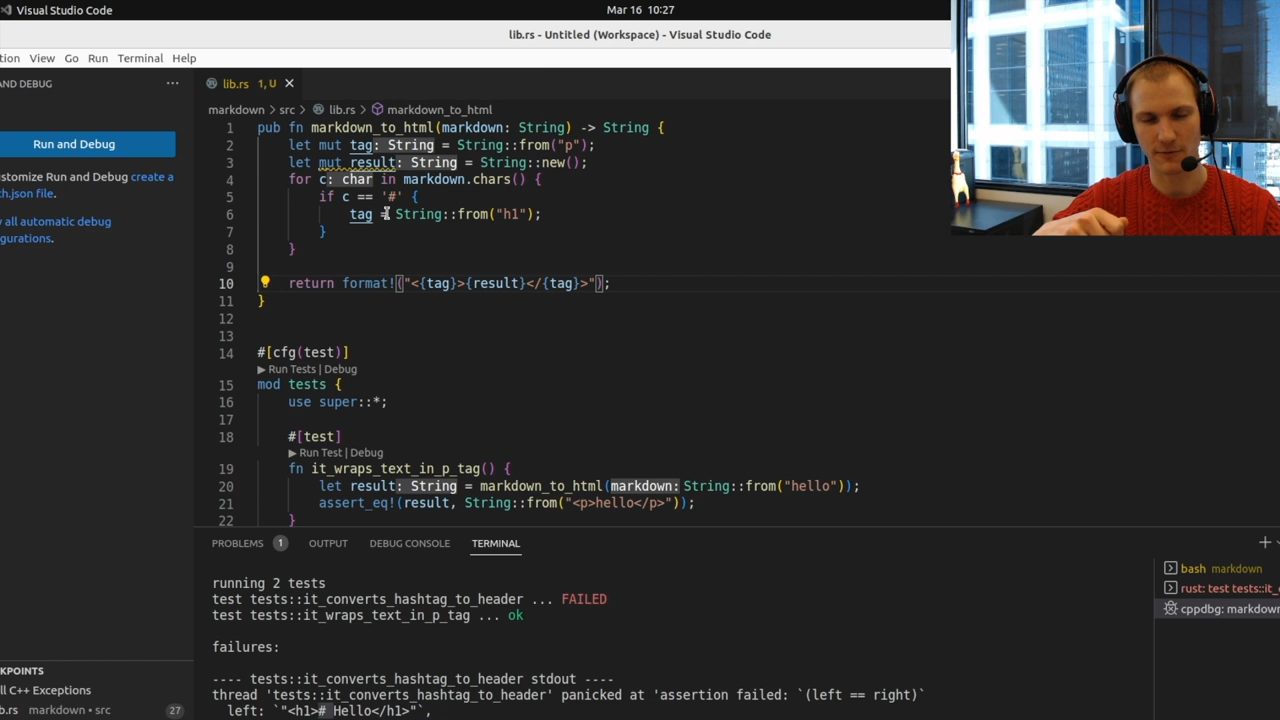 Visual Studio Code
Mar 16 10:27
lib.rs - Untitled (Workspace) - Visual Studio Code
tion View Go Run Terminal Help
AND DEBUG ···
lib.rs 1, U
markdown > src > lib.rs > markdown_to_html
Run and Debug
ustomize Run and Debug create a
h.json file.
w all automatic debug
figurations.
1 pub fn markdown_to_html(markdown: String) -> String {
2 let mut tag: String = String::from("p");
3 let mut result: String = String::new();
4 for c: char in markdown.chars() {
5 if c == '#' {
6 tag = String::from("h1");
7 }
8 }
9
10 return format!("<{tag}>{result}</{tag}>");
11 }
12
13
14 #[cfg(test)]
▶ Run Tests | Debug
15 mod tests {
16 use super::*;
17
18 #[test]
▶ Run Test | Debug
19 fn it_wraps_text_in_p_tag() {
20 let result: String = markdown_to_html(markdown: String::from("hello"));
21 assert_eq!(result, String::from("<p>hello</p>"));
22 }
PROBLEMS 1 OUTPUT DEBUG CONSOLE TERMINAL
running 2 tests
test tests::it_converts_hashtag_to_header ... FAILED
test tests::it_wraps_text_in_p_tag ... ok
failures:
---- tests::it_converts_hashtag_to_header stdout ----
thread 'tests::it_converts_hashtag_to_header' panicked at 'assertion failed: `(left == right)`
left: `"<h1># Hello</h1>"`,
bash markdown
rust: test tests::it_c
cppdbg: markdown
KPOINTS
ll C++ Exceptions
b.rs markdown • src 27